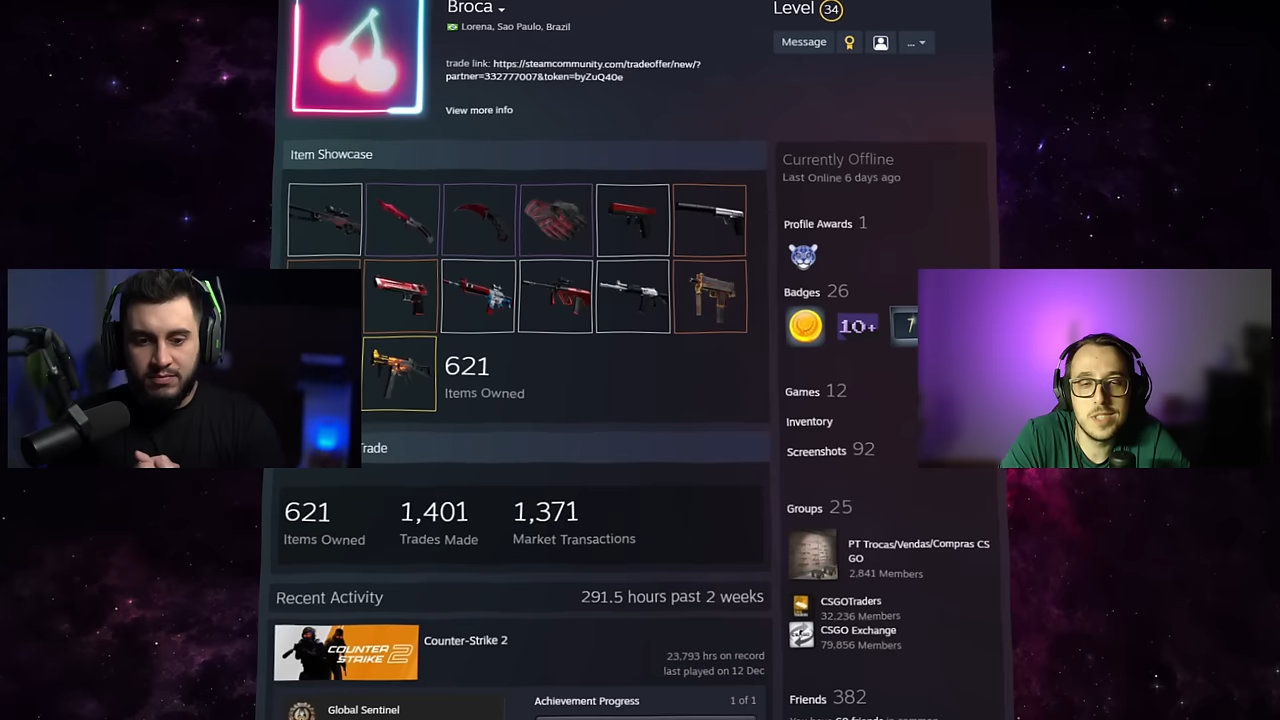 Broca
Lorena, Sao Paulo, Brazil
trade link: https://steamcommunity.com/tradeoffer/new/?
partner=332777007&token=byZuQ40e
View more info
Level 34
Message
...
Item Showcase
621
Items Owned
Trade
621
Items Owned
1,401
Trades Made
1,371
Market Transactions
Recent Activity
291.5 hours past 2 weeks
COUNTER
STRIKE 2
Counter-Strike 2
23,793 hrs on record
last played on 12 Dec
Global Sentinel
Achievement Progress
1 of 1
Currently Offline
Last Online 6 days ago
Profile Awards 1
Badges 26
10+
Games 12
Inventory
Screenshots 92
Groups 25
PT Trocas/Vendas/Compras CS
GO
2,841 Members
CSGOTraders
32,236 Members
CSGO Exchange
79,856 Members
Friends 382